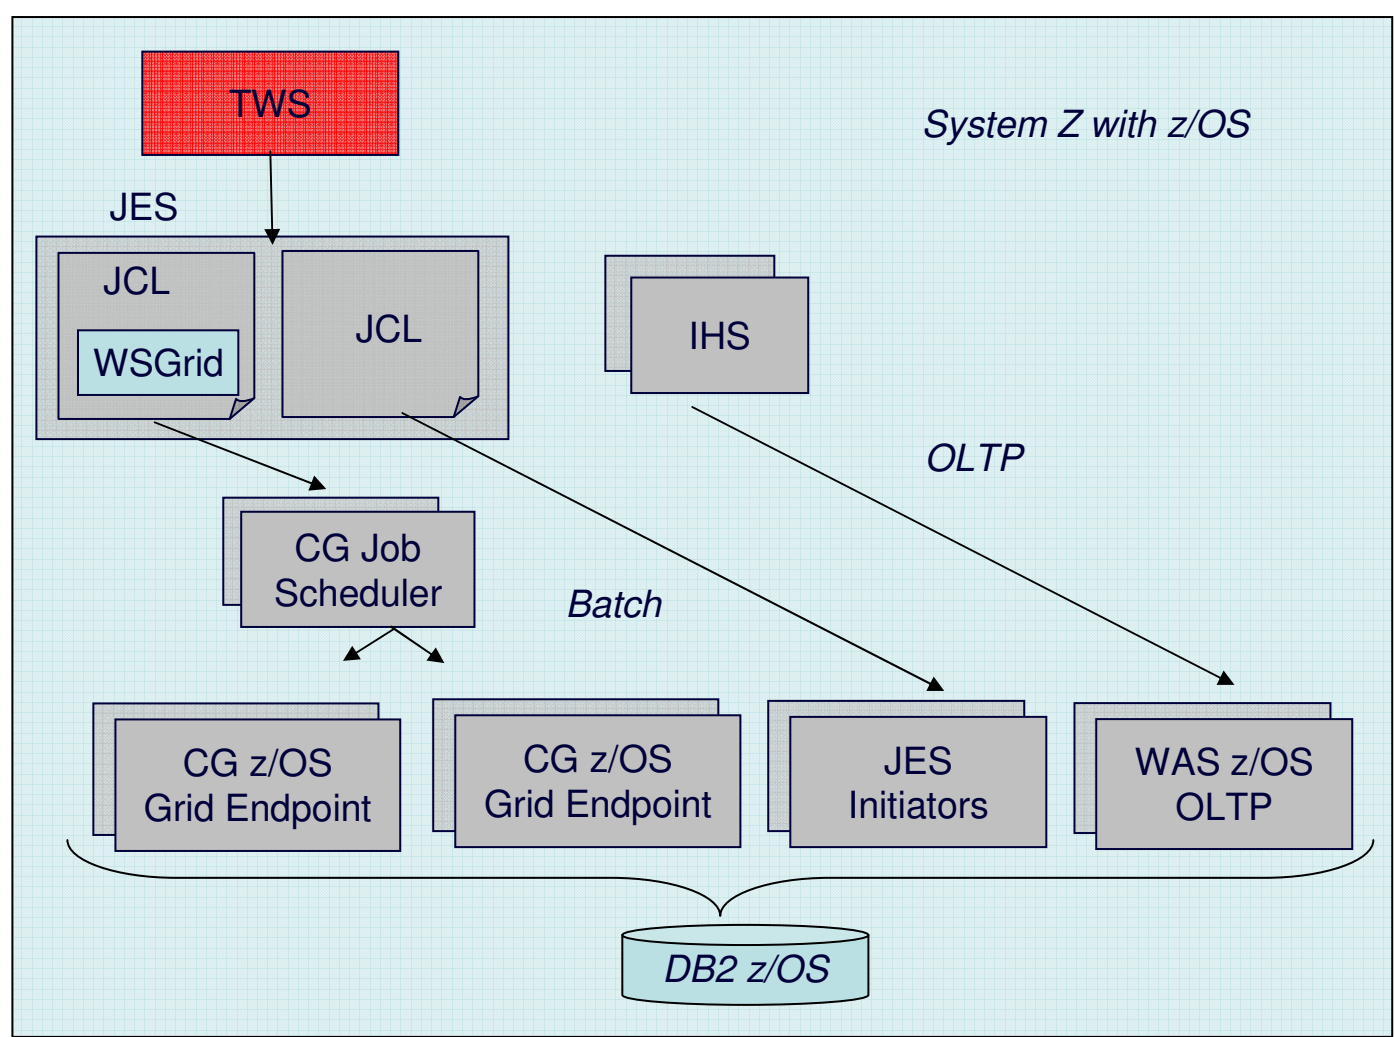 TWS
System Z with z/OS
JES
JCL
WSGrid
JCL
IHS
OLTP
CG Job
Scheduler
Batch
CG z/OS
Grid Endpoint
CG z/OS
Grid Endpoint
JES
Initiators
WAS z/OS
OLTP
DB2 z/OS